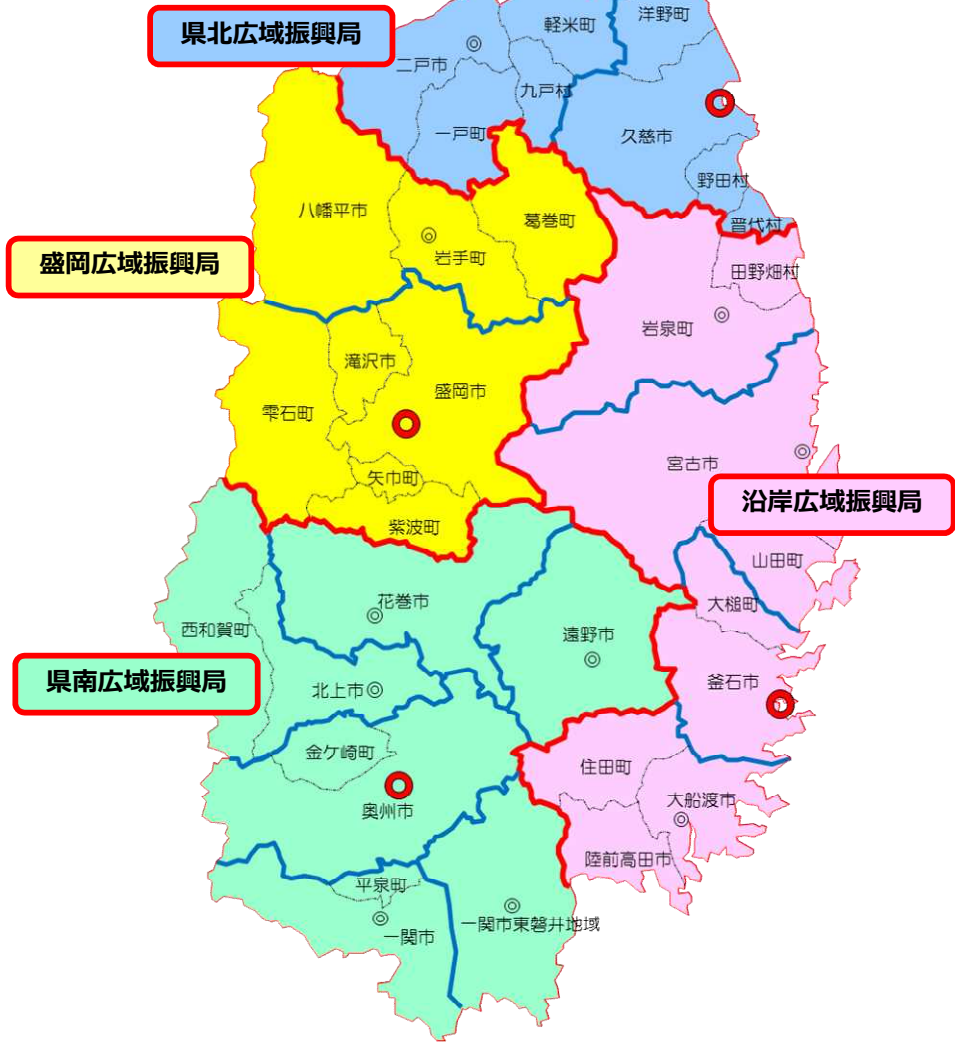 軽米町
洋野町
県北広域振興局
二戸市
九戸村
一戸町
久慈市
野田村
普代村
八幡平市
葛巻町
岩手町
盛岡広域振興局
田野畑村
岩泉町
滝沢市
盛岡市
雫石町
宮古市
矢巾町
沿岸広域振興局
紫波町
山田町
花巻市
大槌町
西和賀町
遠野市
県南広域振興局
北上市
釜石市
金ケ崎町
住田町
奥州市
大船渡市
陸前高田市
平泉町
一関市
一関市東磐井地域